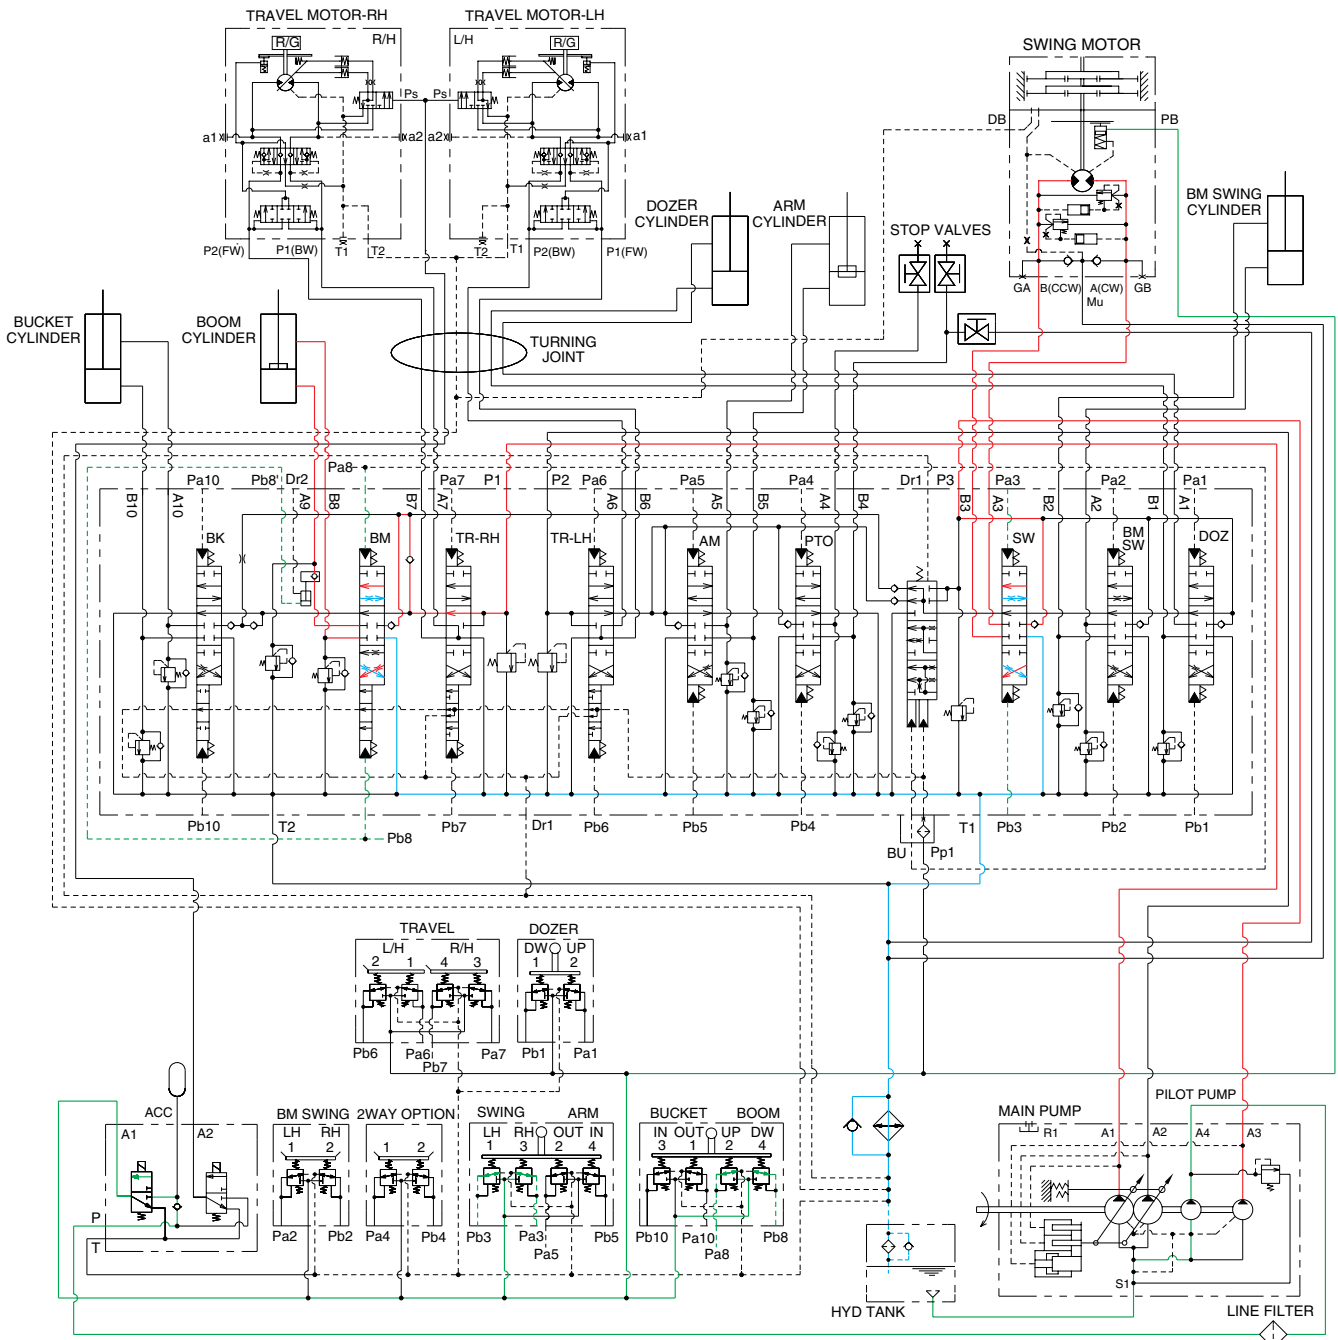 TRAVEL MOTOR-RH
TRAVEL MOTOR-LH
R/G
R/H
L/H
R/G
SWING MOTOR
Ps
Ps
a1
a2
a2
a1
DB
PB
P2(FW)
P1(BW)
T1
T2
T2
T1
P2(BW)
P1(FW)
DOZER
CYLINDER
ARM
CYLINDER
STOP VALVES
BM SWING
CYLINDER
GA
B(CCW)
A(CW)
GB
Mu
BUCKET
CYLINDER
BOOM
CYLINDER
TURNING
JOINT
Pa10
Pb8'
Dr2
Pa8
Pa7
P1
P2
Pa6
Pa5
Pa4
Dr1
P3
Pa3
Pa2
Pa1
B10
A10
A9
B8
B7
A7
A6
B6
A5
B5
A4
B4
B3
A3
B2
A2
B1
A1
BK
BM
TR-RH
TR-LH
AM
PTO
SW
BM
SW
DOZ
Pb10
T2
Pb8
Pb7
Dr1
Pb6
Pb5
Pb4
BU
Pp1
T1
Pb3
Pb2
Pb1
TRAVEL
L/H
R/H
2
1
4
3
DOZER
DW
UP
1
2
Pb6
Pa6
Pb7
Pa7
Pb1
Pa1
ACC
A1
A2
P
T
BM SWING
LH
RH
1
2
Pa2
Pb2
2WAY OPTION
1
2
Pa4
Pb4
SWING
ARM
LH
RH
OUT
IN
1
3
2
4
Pb3
Pa3
Pa5
Pb5
BUCKET
BOOM
IN
OUT
UP
DW
3
1
2
4
Pb10
Pa10
Pa8
Pb8
PILOT PUMP
MAIN PUMP
R1
A1
A2
A4
A3
S1
HYD TANK
LINE FILTER